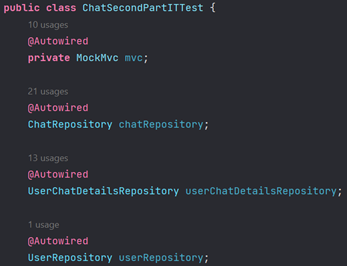 public class ChatSecondPartITTest {
10 usages
@Autowired
private MockMvc mvc;
21 usages
@Autowired
ChatRepository chatRepository;
13 usages
@Autowired
UserChatDetailsRepository userChatDetailsRepository;
1 usage
@Autowired
UserRepository userRepository;